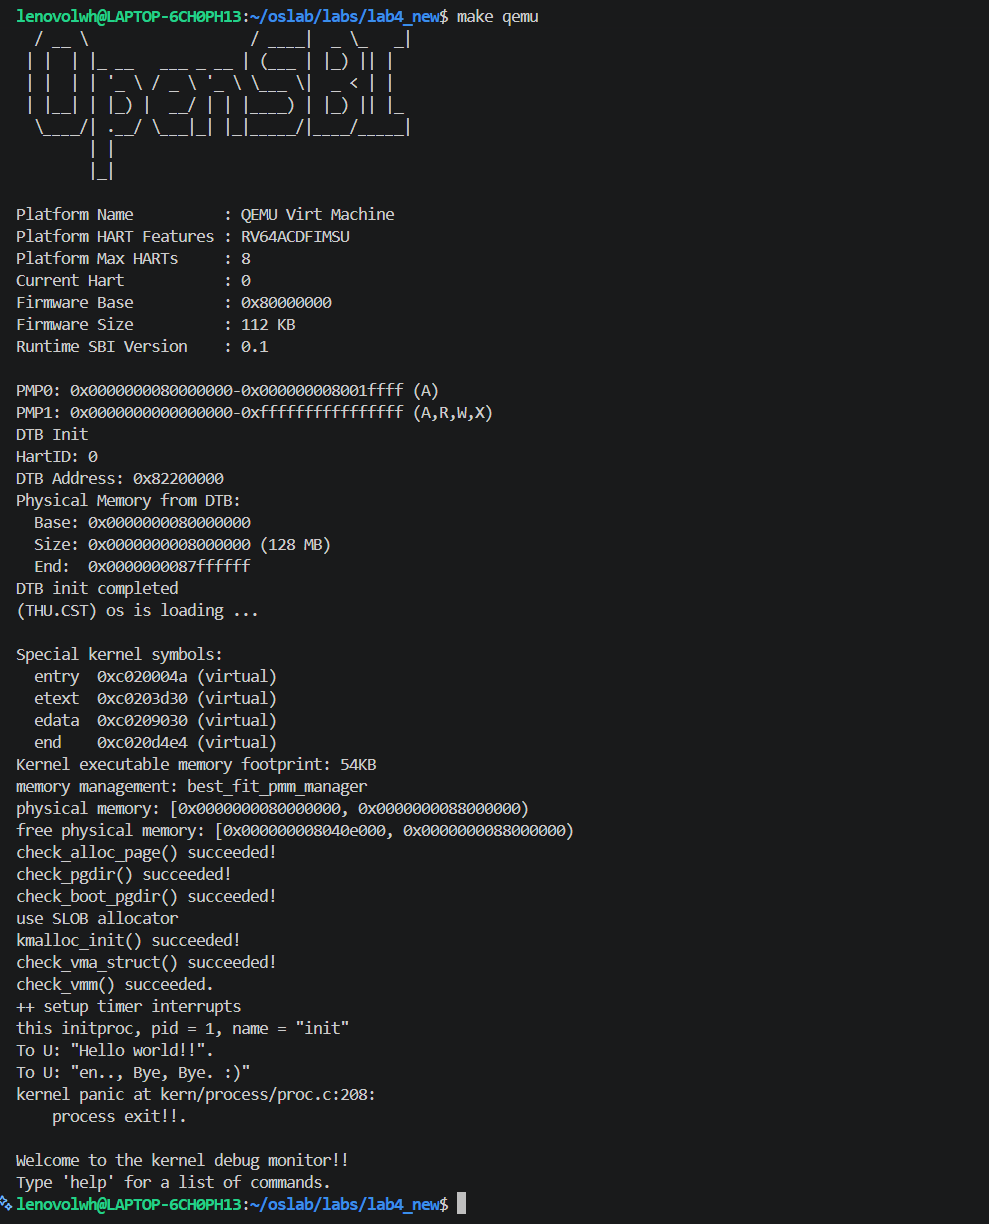 lenovolwh@LAPTOP-6CH0PH13:~/oslab/labs/lab4_new$ make qemu
OpenSBI
Platform Name : QEMU Virt Machine
Platform HART Features : RV64ACDFIMSU
Platform Max HARTs : 8
Current Hart : 0
Firmware Base : 0x80000000
Firmware Size : 112 KB
Runtime SBI Version : 0.1
PMP0: 0x0000000080000000-0x000000008001ffff (A)
PMP1: 0x0000000000000000-0xffffffffffffffff (A,R,W,X)
DTB Init
HartID: 0
DTB Address: 0x82200000
Physical Memory from DTB:
Base: 0x0000000080000000
Size: 0x0000000008000000 (128 MB)
End: 0x0000000087ffffff
DTB init completed
(THU.CST) os is loading ...
Special kernel symbols:
entry 0xc020004a (virtual)
etext 0xc0203d30 (virtual)
edata 0xc0209030 (virtual)
end 0xc020d4e4 (virtual)
Kernel executable memory footprint: 54KB
memory management: best_fit_pmm_manager
physical memory: [0x0000000080000000, 0x0000000088000000)
free physical memory: [0x000000008040e000, 0x0000000088000000)
check_alloc_page() succeeded!
check_pgdir() succeeded!
check_boot_pgdir() succeeded!
use SLOB allocator
kmalloc_init() succeeded!
check_vma_struct() succeeded!
check_vmm() succeeded.
++ setup timer interrupts
this initproc, pid = 1, name = "init"
To U: "Hello world!!".
To U: "en.., Bye, Bye. :)"
kernel panic at kern/process/proc.c:208:
process exit!!.
Welcome to the kernel debug monitor!!
Type 'help' for a list of commands.
lenovolwh@LAPTOP-6CH0PH13:~/oslab/labs/lab4_new$